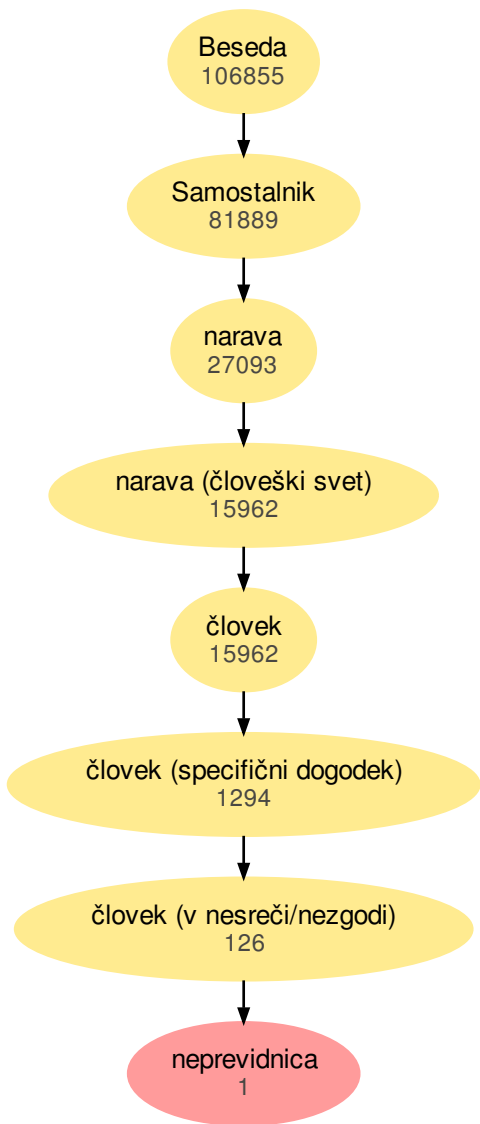 Beseda
106855
Samostalnik
81889
narava
27093
narava (človeški svet)
15962
človek
15962
človek (specifični dogodek)
1294
človek (v nesreči/nezgodi)
126
neprevidnica
1